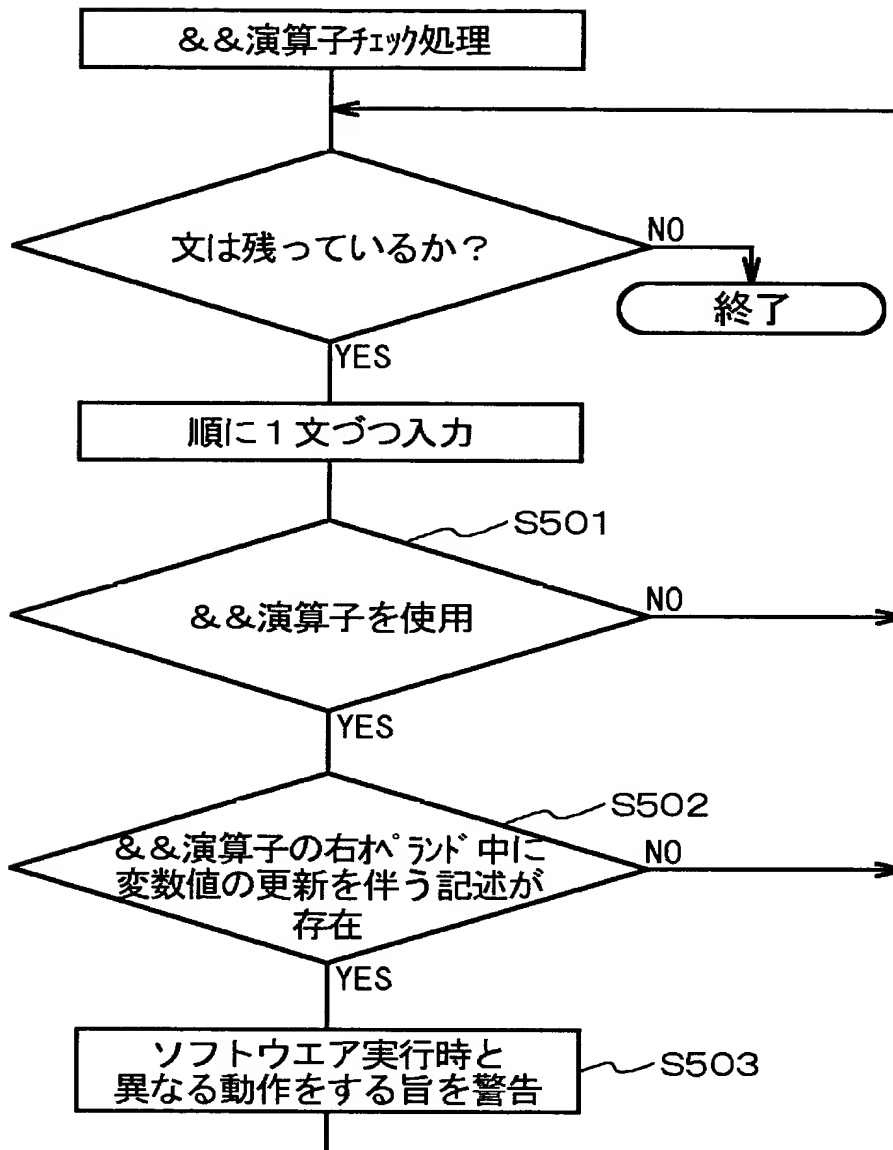 &&演算子チェック処理
文は残っているか?
NO
終了
YES
順に1文づつ入力
S501
&&演算子を使用
NO
YES
S502
&&演算子の右オペランド中に
変数値の更新を伴う記述が
存在
NO
YES
ソフトウエア実行時と
異なる動作をする旨を警告
S503